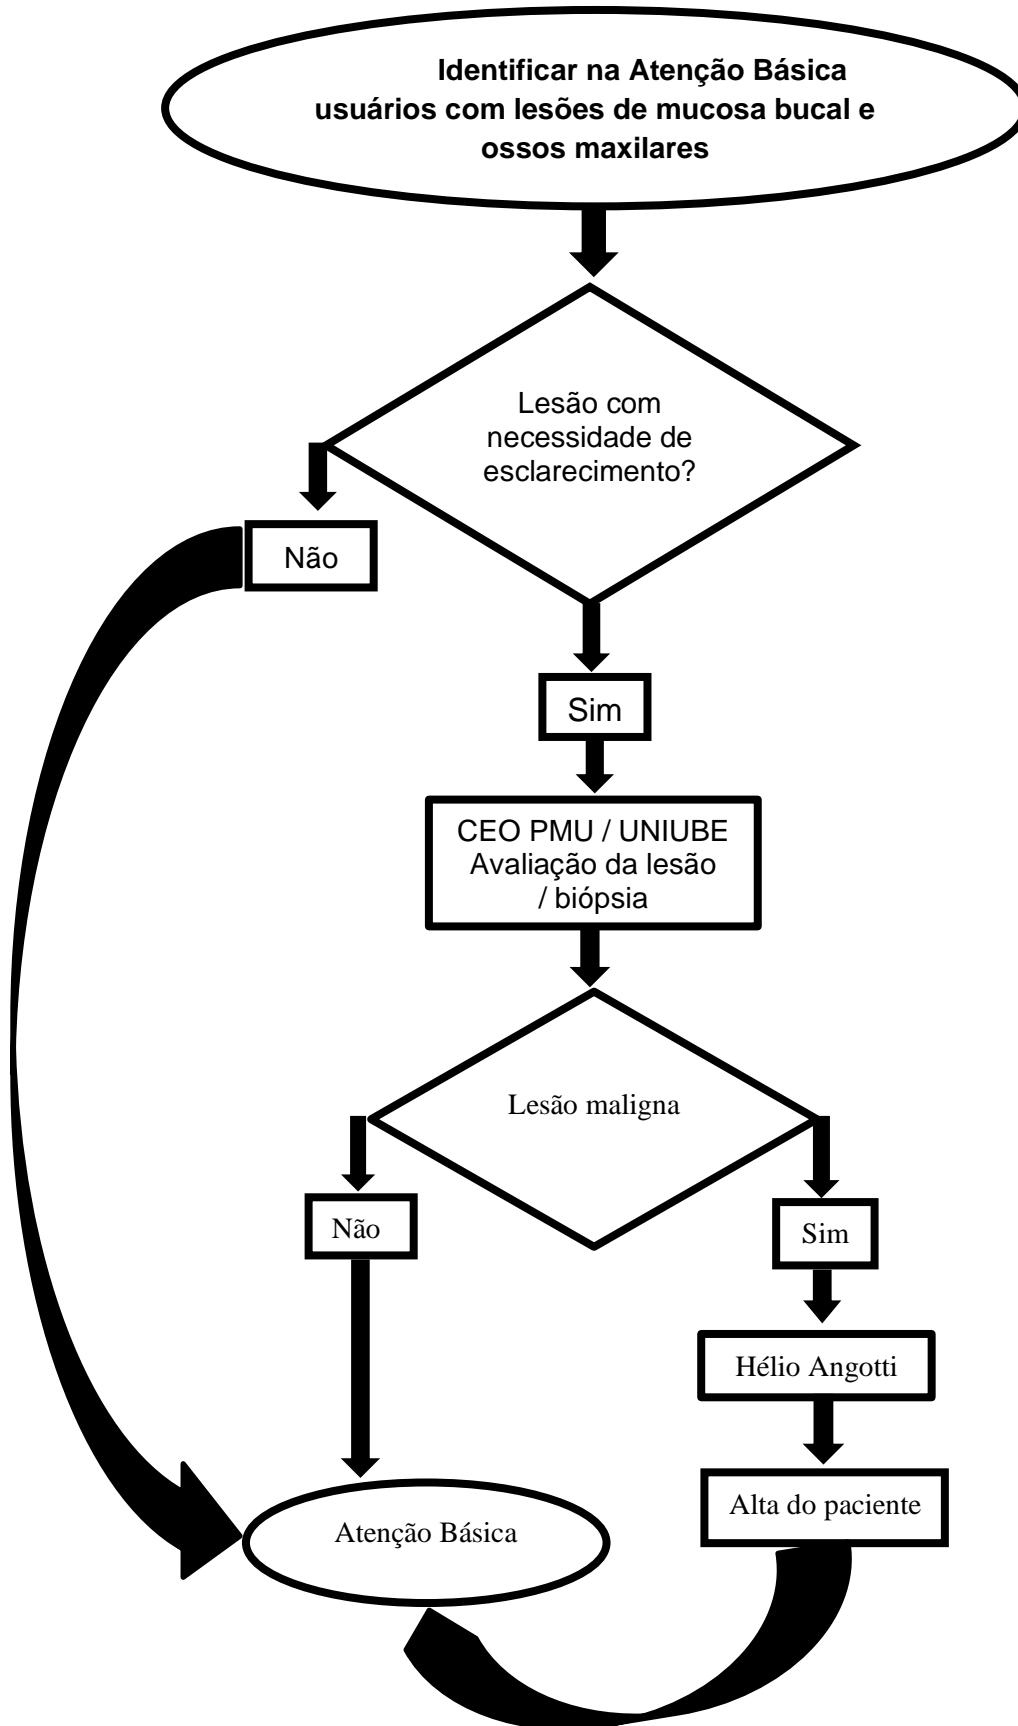 Identificar na Atenção Básica
usuários com lesões de mucosa bucal e
ossos maxilares
Lesão com
necessidade de
esclarecimento?
Não
Sim
CEO PMU / UNIUBE
Avaliação da lesão
/ biópsia
Lesão maligna
Não
Sim
Hélio Angotti
Alta do paciente
Atenção Básica